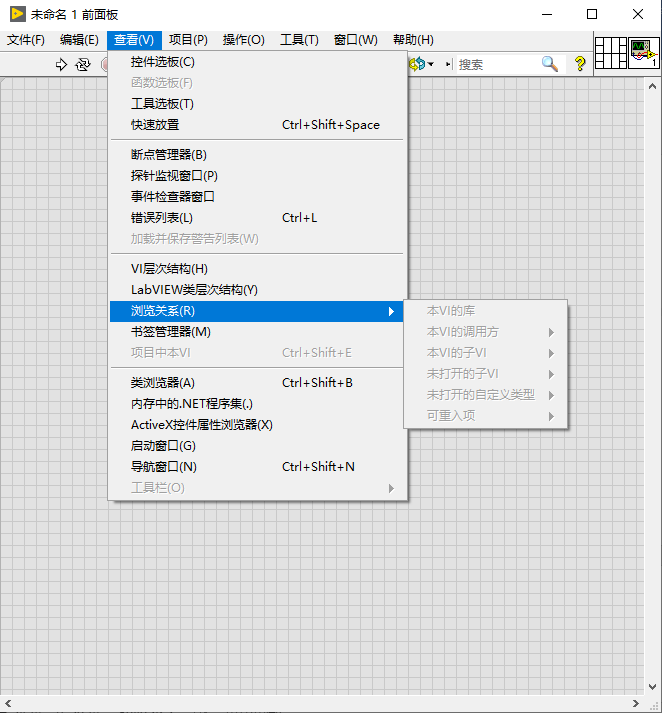 未命名 1 前面板
文件(F) 编辑(E) 查看(V) 项目(P) 操作(O) 工具(T) 窗口(W) 帮助(H)
搜索
1
控件选板(C)
函数选板(F)
工具选板(T)
快速放置 Ctrl+Shift+Space
断点管理器(B)
探针监视窗口(P)
事件检查器窗口
错误列表(L) Ctrl+L
加载并保存警告列表(W)
VI层次结构(H)
LabVIEW类层次结构(Y)
浏览关系(R)
本VI的库
书签管理器(M)
本VI的调用方
项目中本VI Ctrl+Shift+E
本VI的子VI
未打开的子VI
类浏览器(A) Ctrl+Shift+B
未打开的自定义类型
内存中的.NET程序集(.)
可重入项
ActiveX控件属性浏览器(X)
启动窗口(G)
导航窗口(N) Ctrl+Shift+N
工具栏(O)